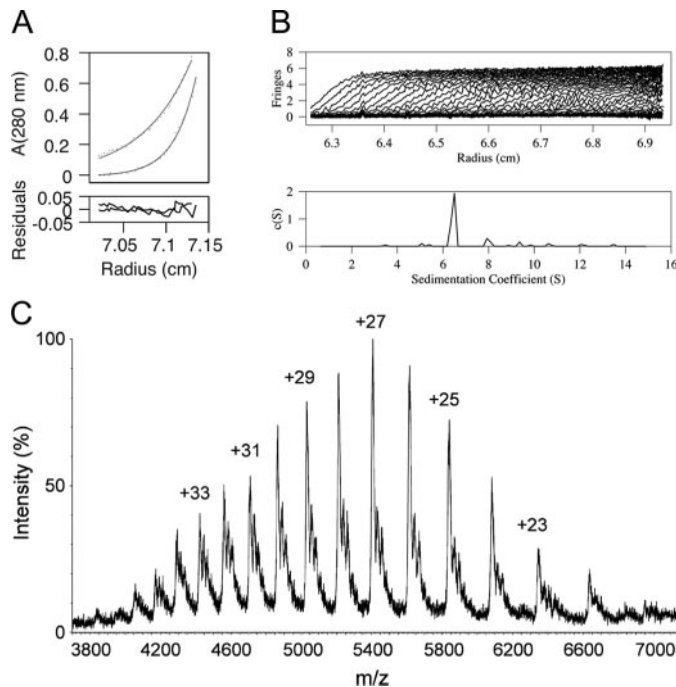 A
0.8
0.6
0.4
0.2
0
A(280 nm)
0.05
0
-0.05
Residuals
7.05 7.1 7.15
Radius (cm)
B
8
6
4
2
0
Fringes
6.3 6.4 6.5 6.6 6.7 6.8 6.9
Radius (cm)
2
1
0
c(S)
0 2 4 6 8 10 12 14 16
Sedimentation Coefficient (S)
C
+27
100
+29
+25
+31
50
+33
+23
0
Intensity (%)
3800 4200 4600 5000 5400 5800 6200 6600 7000
m/z